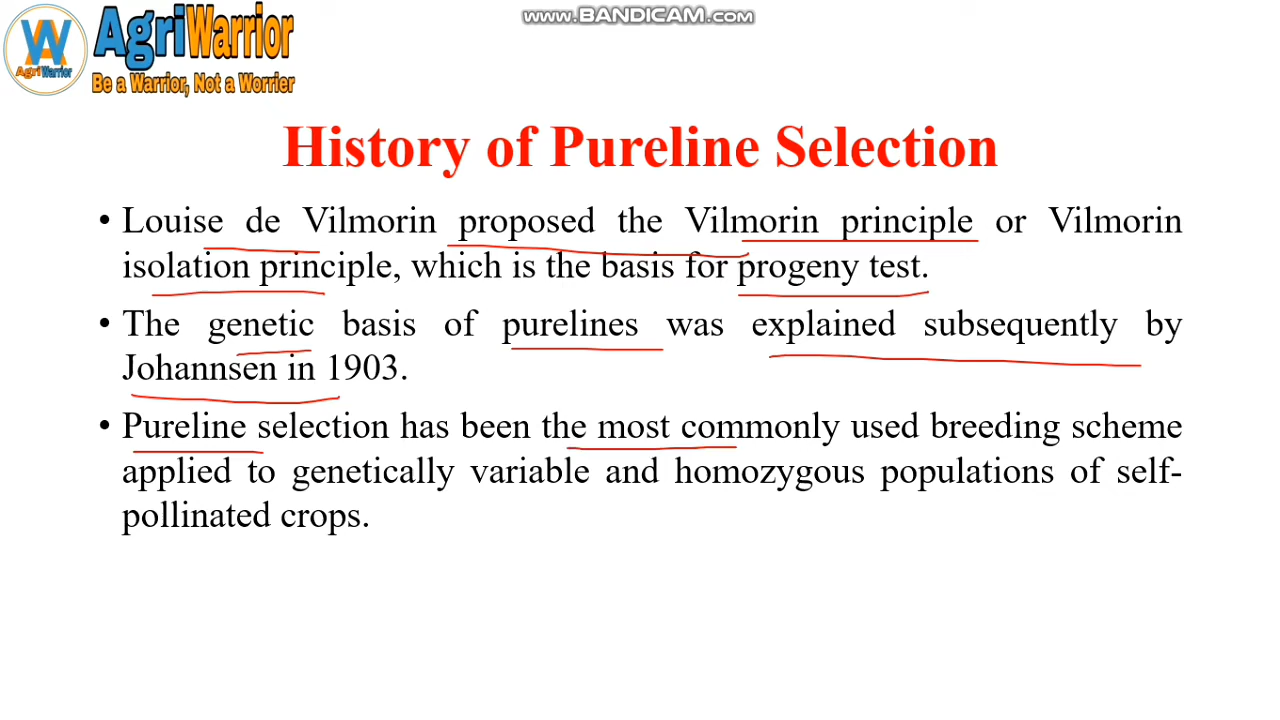 www.BANDICAM.com
AgriWarrior
Be a Warrior, Not a Worrier
W
AgriWarrior
History of Pureline Selection
• Louise de Vilmorin proposed the Vilmorin principle or Vilmorin
isolation principle, which is the basis for progeny test.
• The genetic basis of purelines was explained subsequently by
Johannsen in 1903.
• Pureline selection has been the most commonly used breeding scheme
applied to genetically variable and homozygous populations of self-
pollinated crops.